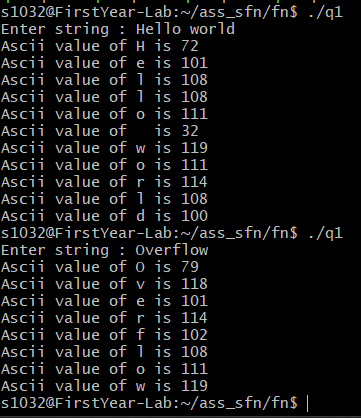 s1032@FirstYear-Lab:~/ass_sfn/fn$ ./q1
Enter string : Hello world
Ascii value of H is 72
Ascii value of e is 101
Ascii value of l is 108
Ascii value of l is 108
Ascii value of o is 111
Ascii value of   is 32
Ascii value of w is 119
Ascii value of o is 111
Ascii value of r is 114
Ascii value of l is 108
Ascii value of d is 100
s1032@FirstYear-Lab:~/ass_sfn/fn$ ./q1
Enter string : Overflow
Ascii value of O is 79
Ascii value of v is 118
Ascii value of e is 101
Ascii value of r is 114
Ascii value of f is 102
Ascii value of l is 108
Ascii value of o is 111
Ascii value of w is 119
s1032@FirstYear-Lab:~/ass_sfn/fn$